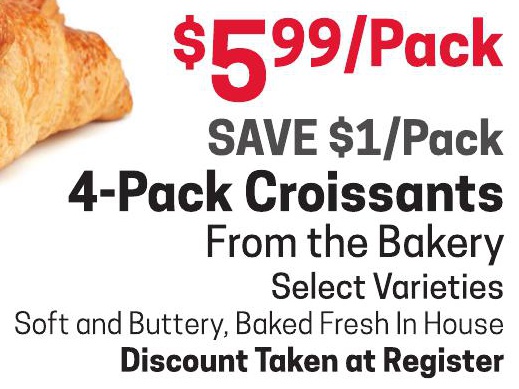 $5.99/Pack
SAVE $1/Pack
4-Pack Croissants
From the Bakery
Select Varieties
Soft and Buttery, Baked Fresh In House
Discount Taken at Register